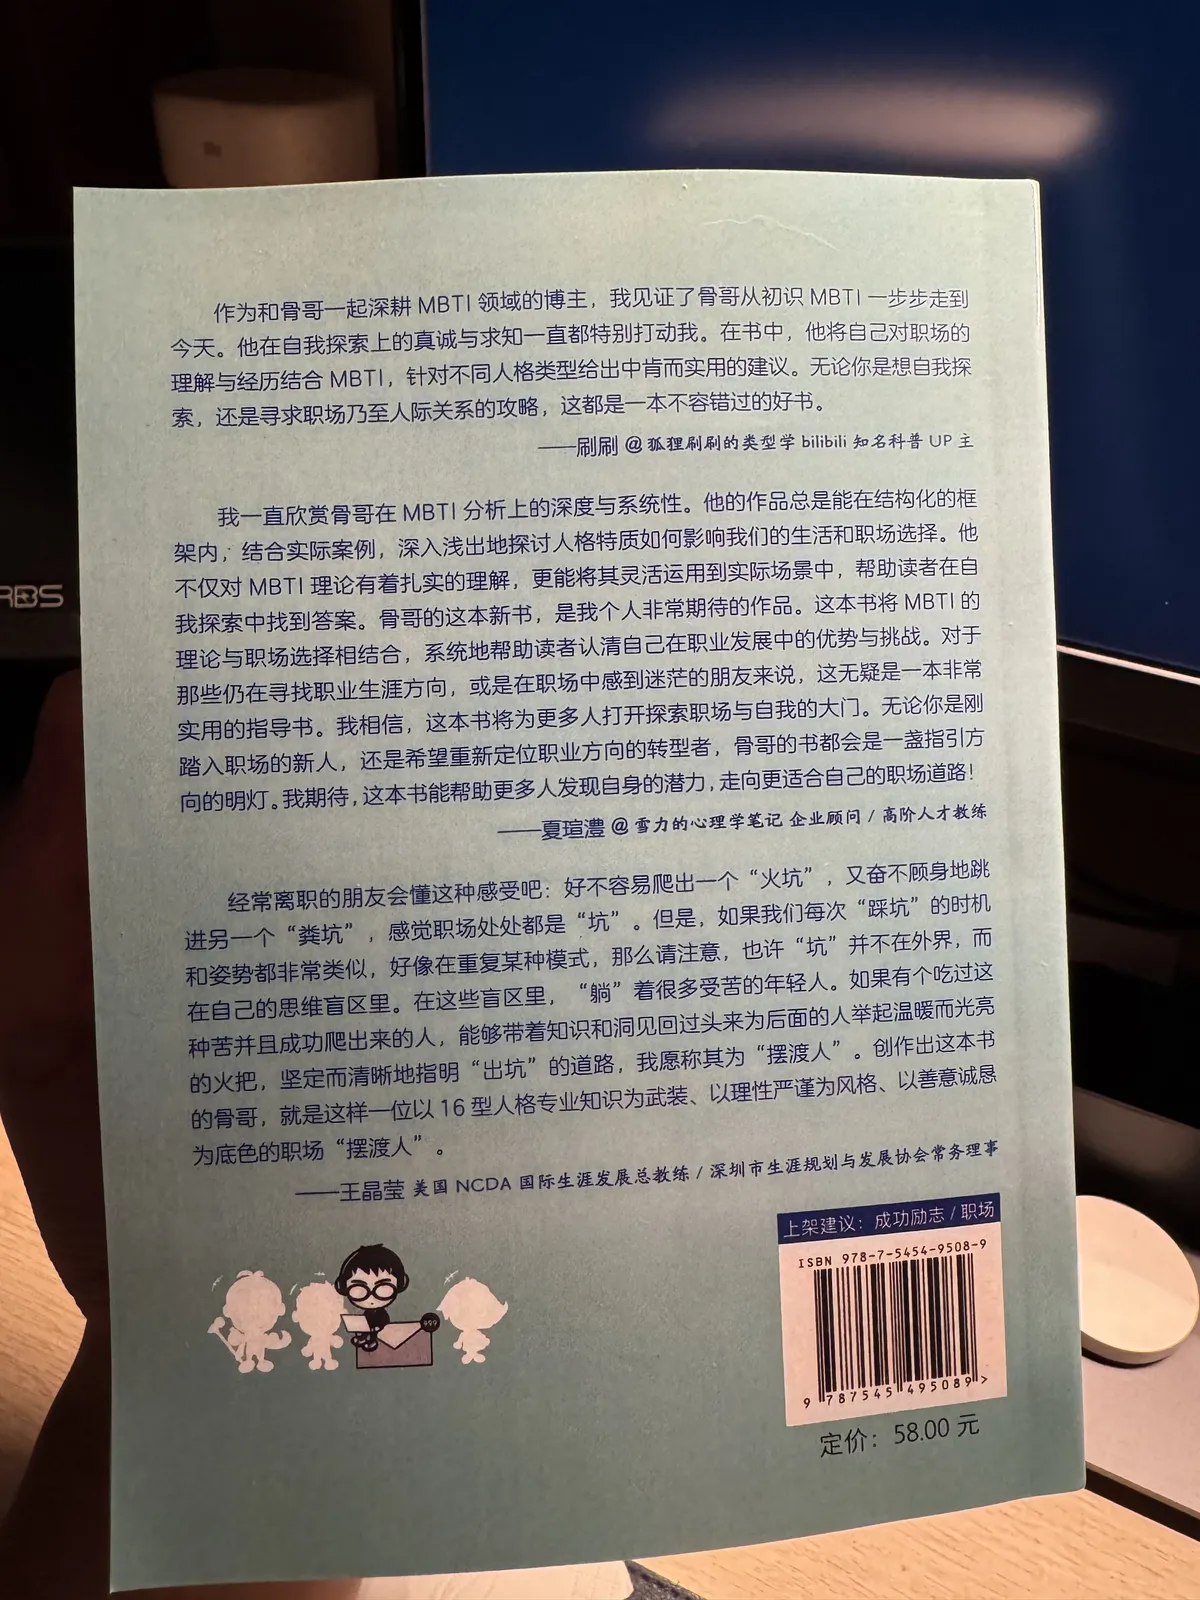 作为和骨哥一起深耕 MBTI 领域的博主，我见证了骨哥从初识 MBTI 一步步走到
今天。他在自我探索上的真诚与求知一直都特别打动我。在书中，他将自己对职场的
理解与经历结合 MBTI，针对不同人格类型给出中肯而实用的建议。无论你是想自我探
索，还是寻求职场乃至人际关系的攻略，这都是一本不容错过的好书。
——刷刷 @狐狸刷刷的类型学 bilibili 知名科普 UP 主
我一直欣赏骨哥在 MBTI 分析上的深度与系统性。他的作品总是能在结构化的框
架内，结合实际案例，深入浅出地探讨人格特质如何影响我们的生活和职场选择。他
不仅对 MBTI 理论有着扎实的理解，更能将其灵活运用到实际场景中，帮助读者在自
我探索中找到答案。骨哥的这本新书，是我个人非常期待的作品。这本书将 MBTI 的
理论与职场选择相结合，系统地帮助读者认清自己在职业发展中的优势与挑战。对于
那些仍在寻找职业生涯方向，或是在职场中感到迷茫的朋友来说，这无疑是一本非常
实用的指导书。我相信，这本书将为更多人打开探索职场与自我的大门。无论你是刚
踏入职场的新人，还是希望重新定位职业方向的转型者，骨哥的书都会是一盏指引方
向的明灯。我期待，这本书能帮助更多人发现自身的潜力，走向更适合自己的职场道路！
——夏瑄澧 @雪力的心理学笔记 企业顾问 / 高阶人才教练
经常离职的朋友会懂这种感受吧：好不容易爬出一个“火坑”，又奋不顾身地跳
进另一个“粪坑”，感觉职场处处都是“坑”。但是，如果我们每次“踩坑”的时机
和姿势都非常类似，好像在重复某种模式，那么请注意，也许“坑”并不在外界，而
在自己的思维盲区里。在这些盲区里，“躺”着很多受苦的年轻人。如果有个吃过这
种苦并且成功爬出来的人，能够带着知识和洞见回过头来为后面的人举起温暖而光亮
的火把，坚定而清晰地指明“出坑”的道路，我愿称其为“摆渡人”。创作出这本书
的骨哥，就是这样一位以 16 型人格专业知识为武装、以理性严谨为风格、以善意诚恳
为底色的职场“摆渡人”。
——王晶莹 美国 NCDA 国际生涯发展总教练 / 深圳市生涯规划与发展协会常务理事
上架建议：成功励志 / 职场
ISBN 978-7-5454-9508-9
9 787545 495089 >
定价：58.00 元
999